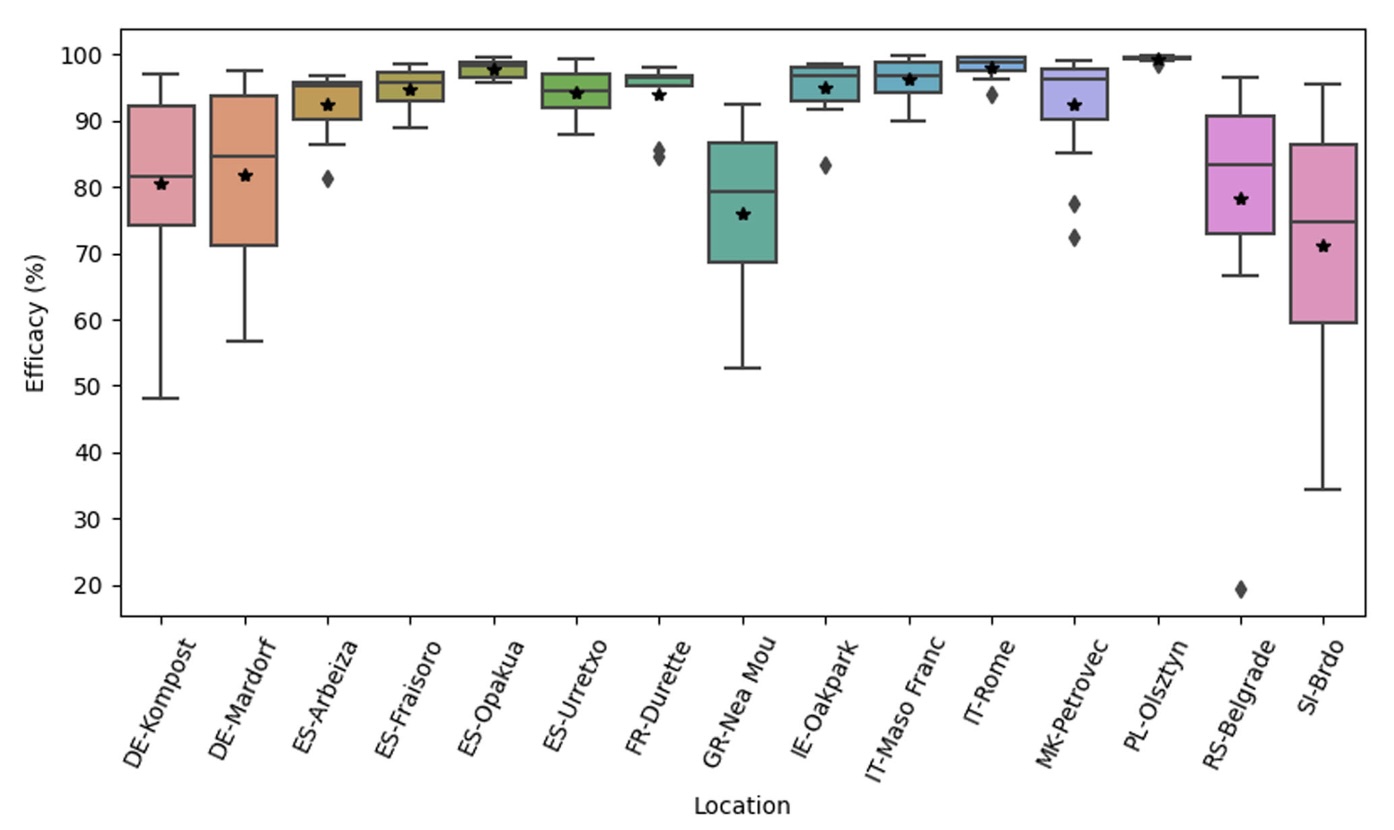 Efficacy (%)
100
90
80
70
60
50
40
30
20
DE-Kompost
DE-Mardorf
ES-Arbeiza
ES-Fraisoro
ES-Opakua
ES-Urretxo
FR-Durette
GR-Nea Mou
IE-Oakpark
IT-Maso Franc
IT-Rome
MK-Petrovec
PL-Olsztyn
RS-Belgrade
SI-Brdo
Location